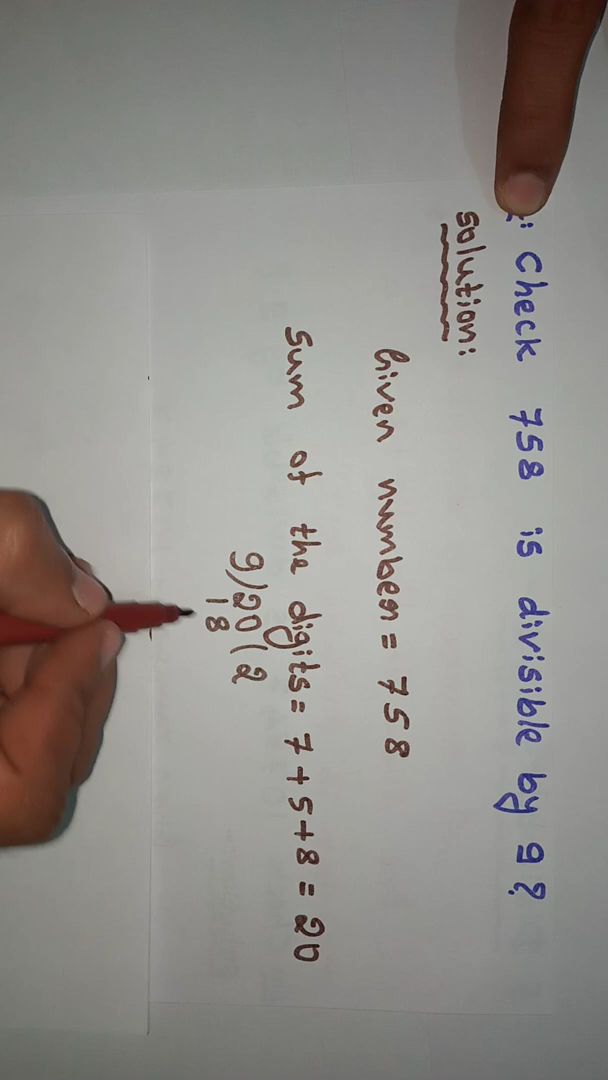 : Check 758 is divisible by 9?
Solution:
Given number = 758
Sum of the digits = 7 + 5 + 8 = 20
9)20(2
18